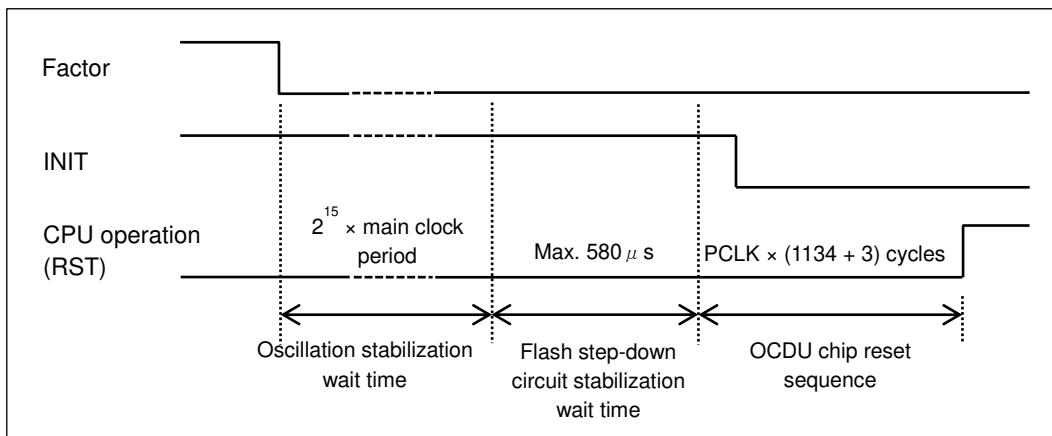 Factor
INIT
CPU operation
(RST)
2^15 × main clock
period
Max. 580 μ s
PCLK × (1134 + 3) cycles
Oscillation stabilization
wait time
Flash step-down
circuit stabilization
wait time
OCDU chip reset
sequence